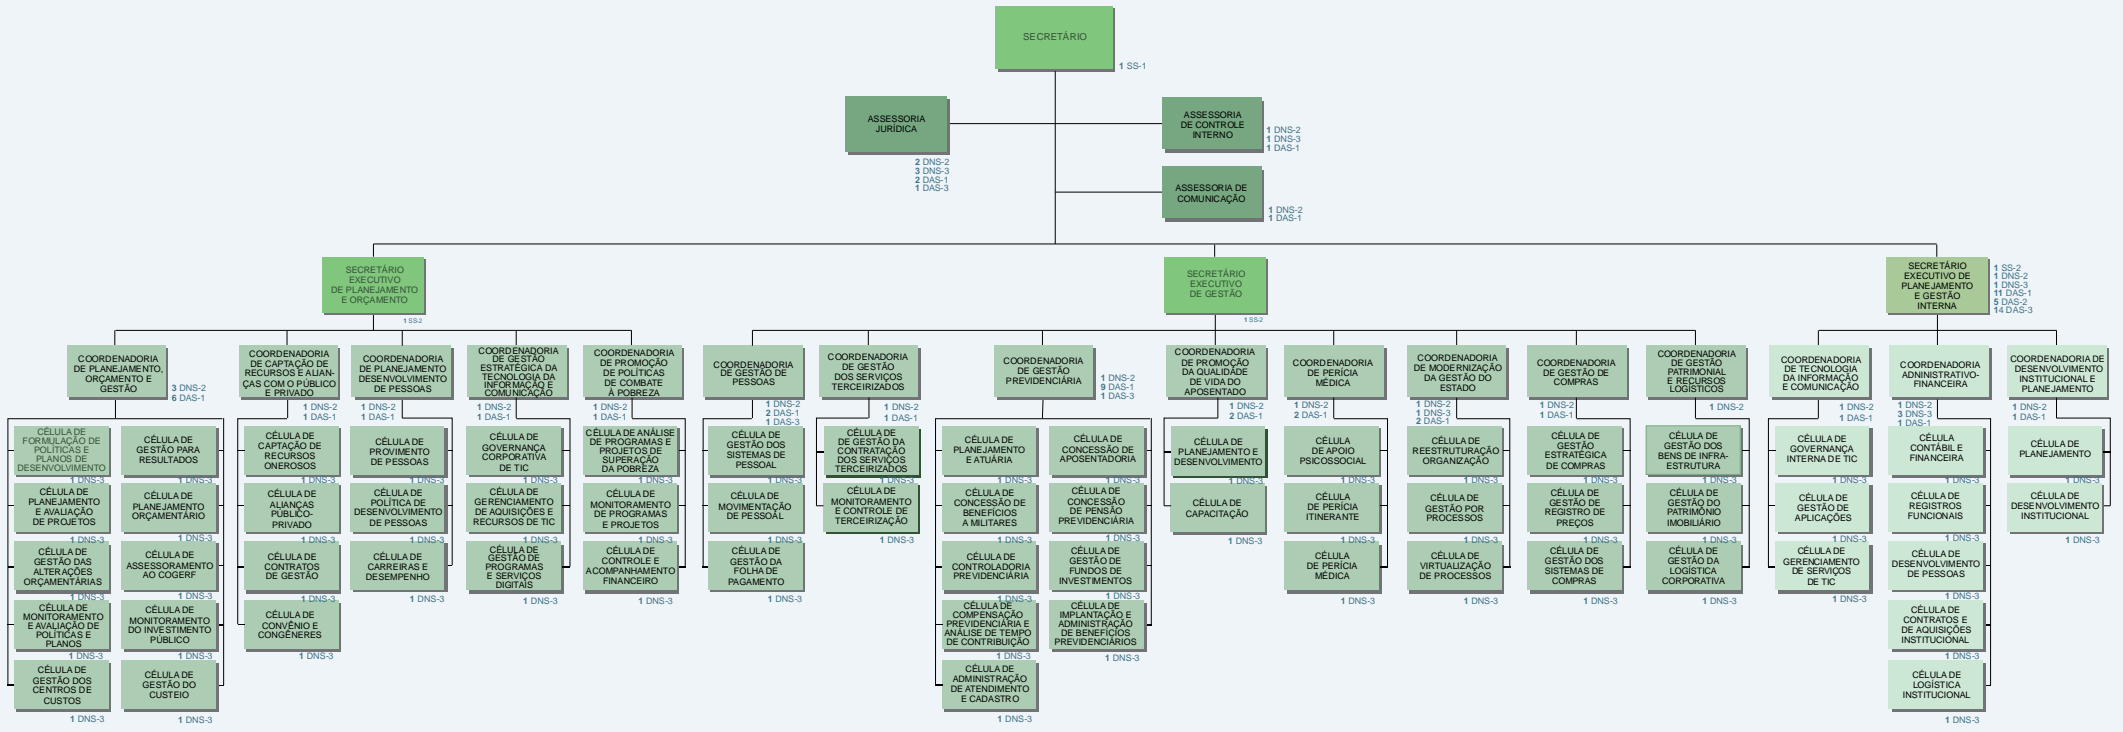 SECRETÁRIO
1 SS-1
ASSESSORIA
JURÍDICA
2 DNS-2
3 DNS-3
2 DAS-1
1 DAS-3
ASSESSORIA
DE CONTROLE
INTERNO
1 DNS-2
1 DNS-3
1 DAS-1
ASSESSORIA DE
COMUNICAÇÃO
1 DNS-2
1 DAS-1
SECRETÁRIO
EXECUTIVO
DE PLANEJAMENTO
E ORÇAMENTO
1 SS-2
SECRETÁRIO
EXECUTIVO
DE GESTÃO
1 SS-2
SECRETÁRIO
EXECUTIVO DE
PLANEJAMENTO
E GESTÃO
INTERNA
1 SS-2
1 DNS-2
1 DNS-3
11 DAS-1
5 DAS-2
14 DAS-3
COORDENADORIA
DE PLANEJAMENTO,
ORÇAMENTO E
GESTÃO
3 DNS-2
6 DAS-1
CÉLULA DE
FORMULAÇÃO DE
POLÍTICAS E
PLANOS DE
DESENVOLVIMENTO
1 DNS-3
CÉLULA DE
PLANEJAMENTO
E AVALIAÇÃO
DE PROJETOS
1 DNS-3
CÉLULA DE
GESTÃO DAS
ALTERAÇÕES
ORÇAMENTÁRIAS
1 DNS-3
CÉLULA DE
MONITORAMENTO
E AVALIAÇÃO DE
POLÍTICAS E
PLANOS
1 DNS-3
CÉLULA DE
GESTÃO DOS
CENTROS DE
CUSTOS
1 DNS-3
CÉLULA DE
GESTÃO PARA
RESULTADOS
1 DNS-3
CÉLULA DE
PLANEJAMENTO
ORÇAMENTÁRIO
1 DNS-3
CÉLULA DE
ASSESSORAMENTO
AO COGERF
1 DNS-3
CÉLULA DE
MONITORAMENTO
DO INVESTIMENTO
PÚBLICO
1 DNS-3
CÉLULA DE
GESTÃO DO
CUSTEIO
1 DNS-3
COORDENADORIA
DE CAPTAÇÃO DE
RECURSOS E ALIAN-
ÇAS COM O PÚBLICO
E PRIVADO
1 DNS-2
1 DAS-1
CÉLULA DE
CAPTAÇÃO DE
RECURSOS
ONEROSOS
1 DNS-3
CÉLULA DE
ALIANÇAS
PÚBLICO-
PRIVADO
1 DNS-3
CÉLULA DE
CONTRATOS
DE GESTÃO
1 DNS-3
CÉLULA DE
CONVÊNIO E
CONGÊNERES
1 DNS-3
COORDENADORIA
DE PLANEJAMENTO
DESENVOLVIMENTO
DE PESSOAS
1 DNS-2
1 DAS-1
CÉLULA DE
PROVIMENTO
DE PESSOAS
1 DNS-3
CÉLULA DE
POLÍTICA DE
DESENVOLVIMENTO
DE PESSOAS
1 DNS-3
CÉLULA DE
CARREIRAS E
DESEMPENHO
1 DNS-3
COORDENADORIA
DE GESTÃO
ESTRATÉGICA DA
TECNOLOGIA DA
INFORMAÇÃO E
COMUNICAÇÃO
1 DNS-2
1 DAS-1
CÉLULA DE
GOVERNANÇA
CORPORATIVA
DE TIC
1 DNS-3
CÉLULA DE
GERENCIAMENTO
DE AQUISIÇÕES E
RECURSOS DE TIC
1 DNS-3
CÉLULA DE
GESTÃO DE
PROGRAMAS
E SERVIÇOS
DIGITAIS
1 DNS-3
COORDENADORIA
DE PROMOÇÃO
DE POLÍTICAS
DE COMBATE
À POBREZA
1 DNS-2
1 DAS-1
CÉLULA DE ANÁLISE
DE PROGRAMAS E
PROJETOS DE
SUPERAÇÃO
DA POBREZA
1 DNS-3
CÉLULA DE
MONITORAMENTO
DE PROGRAMAS
E PROJETOS
1 DNS-3
CÉLULA DE
CONTROLE E
ACOMPANHAMENTO
FINANCEIRO
1 DNS-3
COORDENADORIA
DE GESTÃO DE
PESSOAS
1 DNS-2
2 DAS-1
1 DAS-3
CÉLULA DE
GESTÃO DOS
SISTEMAS DE
PESSOAL
1 DNS-3
CÉLULA DE
MOVIMENTAÇÃO
DE PESSOAL
1 DNS-3
CÉLULA DE
GESTÃO DA
FOLHA DE
PAGAMENTO
1 DNS-3
COORDENADORIA
DE GESTÃO
DOS SERVIÇOS
TERCEIRIZADOS
1 DNS-2
1 DAS-1
CÉLULA DE
DE GESTÃO DA
CONTRATAÇÃO
DOS SERVIÇOS
TERCEIRIZADOS
1 DNS-3
CÉLULA DE
MONITORAMENTO
E CONTROLE DE
TERCEIRIZAÇÃO
1 DNS-3
COORDENADORIA
DE GESTÃO
PREVIDENCIÁRIA
1 DNS-2
9 DAS-1
1 DAS-3
CÉLULA DE
PLANEJAMENTO
E ATUÁRIA
1 DNS-3
CÉLULA DE
CONCESSÃO DE
BENEFÍCIOS
A MILITARES
1 DNS-3
CÉLULA DE
CONTROLADORIA
PREVIDENCIÁRIA
1 DNS-3
CÉLULA DE
COMPENSAÇÃO
PREVIDENCIÁRIA E
ANÁLISE DE TEMPO
DE CONTRIBUIÇÃO
1 DNS-3
CÉLULA DE
ADMINISTRAÇÃO
DE ATENDIMENTO
E CADASTRO
1 DNS-3
CÉLULA DE
CONCESSÃO DE
APOSENTADORIA
1 DNS-3
CÉLULA DE
CONCESSÃO
DE PENSÃO
PREVIDENCIÁRIA
1 DNS-3
CÉLULA DE
GESTÃO DE
FUNDOS DE
INVESTIMENTOS
1 DNS-3
CÉLULA DE
IMPLANTAÇÃO E
ADMINISTRAÇÃO
DE BENEFÍCIOS
PREVIDENCIÁRIOS
1 DNS-3
COORDENADORIA
DE PROMOÇÃO
DA QUALIDADE
DE VIDA DO
APOSENTADO
1 DNS-2
2 DAS-1
CÉLULA DE
PLANEJAMENTO E
DESENVOLVIMENTO
1 DNS-3
CÉLULA DE
CAPACITAÇÃO
1 DNS-3
COORDENADORIA
DE PERÍCIA
MÉDICA
1 DNS-2
2 DAS-1
CÉLULA
DE APOIO
PSICOSSOCIAL
1 DNS-3
CÉLULA
DE PERÍCIA
ITINERANTE
1 DNS-3
CÉLULA
DE PERÍCIA
MÉDICA
1 DNS-3
COORDENADORIA
DE MODERNIZAÇÃO
DA GESTÃO DO
ESTADO
1 DNS-2
1 DNS-3
2 DAS-1
CÉLULA DE
REESTRUTURAÇÃO
ORGANIZAÇÃO
1 DNS-3
CÉLULA DE
GESTÃO POR
PROCESSOS
1 DNS-3
CÉLULA DE
VIRTUALIZAÇÃO
DE PROCESSOS
1 DNS-3
COORDENADORIA
DE GESTÃO DE
COMPRAS
1 DNS-2
1 DAS-1
CÉLULA DE
GESTÃO
ESTRATÉGICA
DE COMPRAS
1 DNS-3
CÉLULA DE
GESTÃO DE
REGISTRO DE
PREÇOS
1 DNS-3
CÉLULA DE
GESTÃO DOS
SISTEMAS DE
COMPRAS
1 DNS-3
COORDENADORIA
DE GESTÃO
PATRIMONIAL
E RECURSOS
LOGÍSTICOS
1 DNS-2
CÉLULA DE
GESTÃO DOS
BENS DE INFRA-
ESTRUTURA
1 DNS-3
CÉLULA DE
GESTÃO DO
PATRIMÔNIO
IMOBILIÁRIO
1 DNS-3
CÉLULA DE
GESTÃO DA
LOGÍSTICA
CORPORATIVA
1 DNS-3
COORDENADORIA
DE TECNOLOGIA
DA INFORMAÇÃO
E COMUNICAÇÃO
1 DNS-2
1 DAS-1
CÉLULA DE
GOVERNANÇA
INTERNA DE TIC
1 DNS-3
CÉLULA DE
GESTÃO DE
APLICAÇÕES
1 DNS-3
CÉLULA DE
GERENCIAMENTO
DE SERVIÇOS
DE TIC
1 DNS-3
COORDENADORIA
ADMINISTRATIVO-
FINANCEIRA
1 DNS-2
3 DNS-3
1 DAS-1
CÉLULA
CONTÁBIL E
FINANCEIRA
1 DNS-3
CÉLULA DE
REGISTROS
FUNCIONAIS
1 DNS-3
CÉLULA DE
DESENVOLVIMENTO
DE PESSOAS
1 DNS-3
CÉLULA DE
CONTRATOS E
DE AQUISIÇÕES
INSTITUCIONAL
1 DNS-3
CÉLULA DE
LOGÍSTICA
INSTITUCIONAL
1 DNS-3
COORDENADORIA DE
DESENVOLVIMENTO
INSTITUCIONAL E
PLANEJAMENTO
1 DNS-2
1 DAS-1
CÉLULA DE
PLANEJAMENTO
1 DNS-3
CÉLULA DE
DESENVOLVIMENTO
INSTITUCIONAL
1 DNS-3